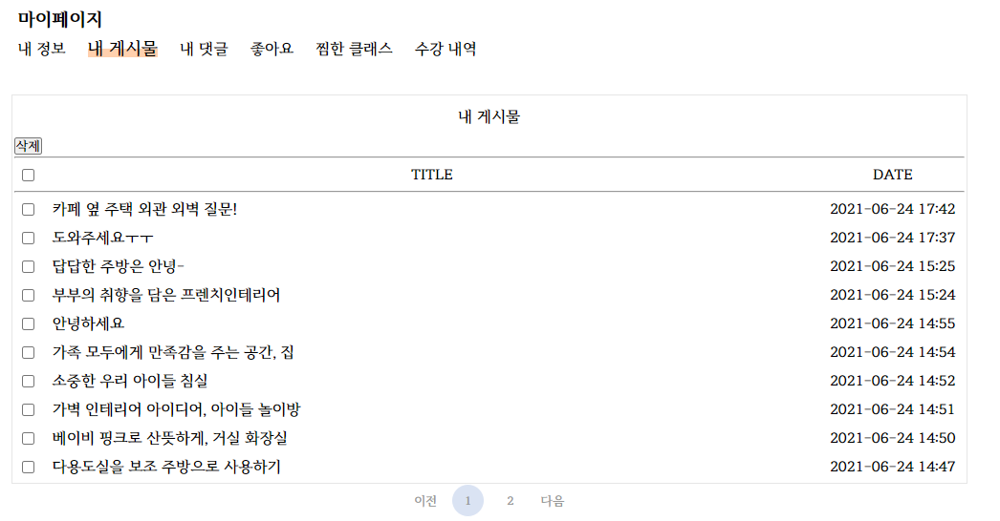 마이페이지
내 정보 내 게시물 내 댓글 좋아요 찜한 클래스 수강 내역
내 게시물
삭제
TITLE DATE
카페 옆 주택 외관 외벽 질문! 2021-06-24 17:42
도와주세요ㅜㅜ 2021-06-24 17:37
답답한 주방은 안녕- 2021-06-24 15:25
부부의 취향을 담은 프렌치인테리어 2021-06-24 15:24
안녕하세요 2021-06-24 14:55
가족 모두에게 만족감을 주는 공간, 집 2021-06-24 14:54
소중한 우리 아이들 침실 2021-06-24 14:52
가벽 인테리어 아이디어, 아이들 놀이방 2021-06-24 14:51
베이비 핑크로 산뜻하게, 거실 화장실 2021-06-24 14:50
다용도실을 보조 주방으로 사용하기 2021-06-24 14:47
이전 1 2 다음